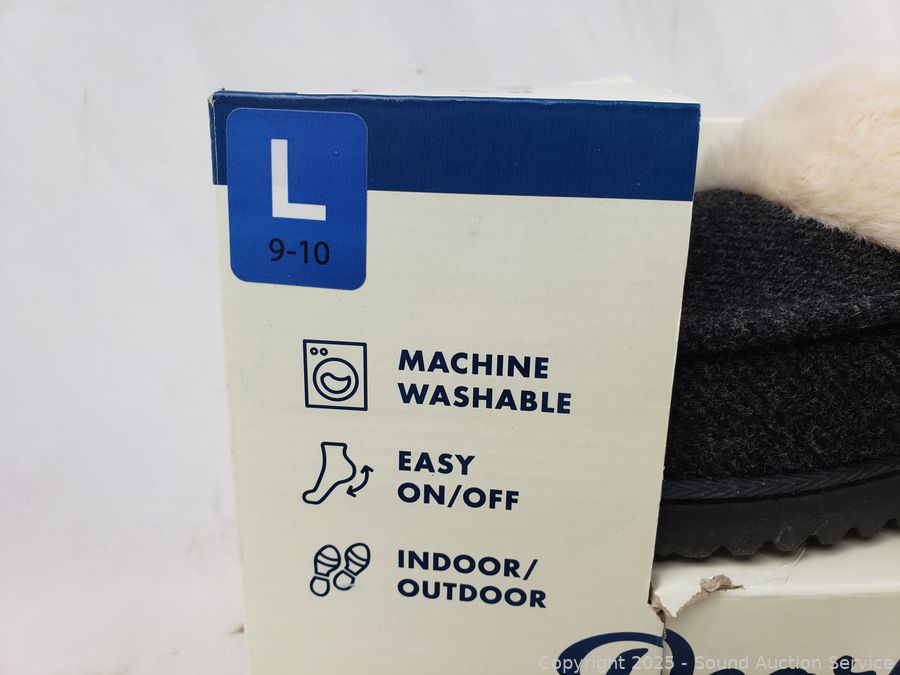 L
9-10
MACHINE
WASHABLE
EASY
ON/OFF
INDOOR/
OUTDOOR
Copyright 2025 - Sound Auction Service